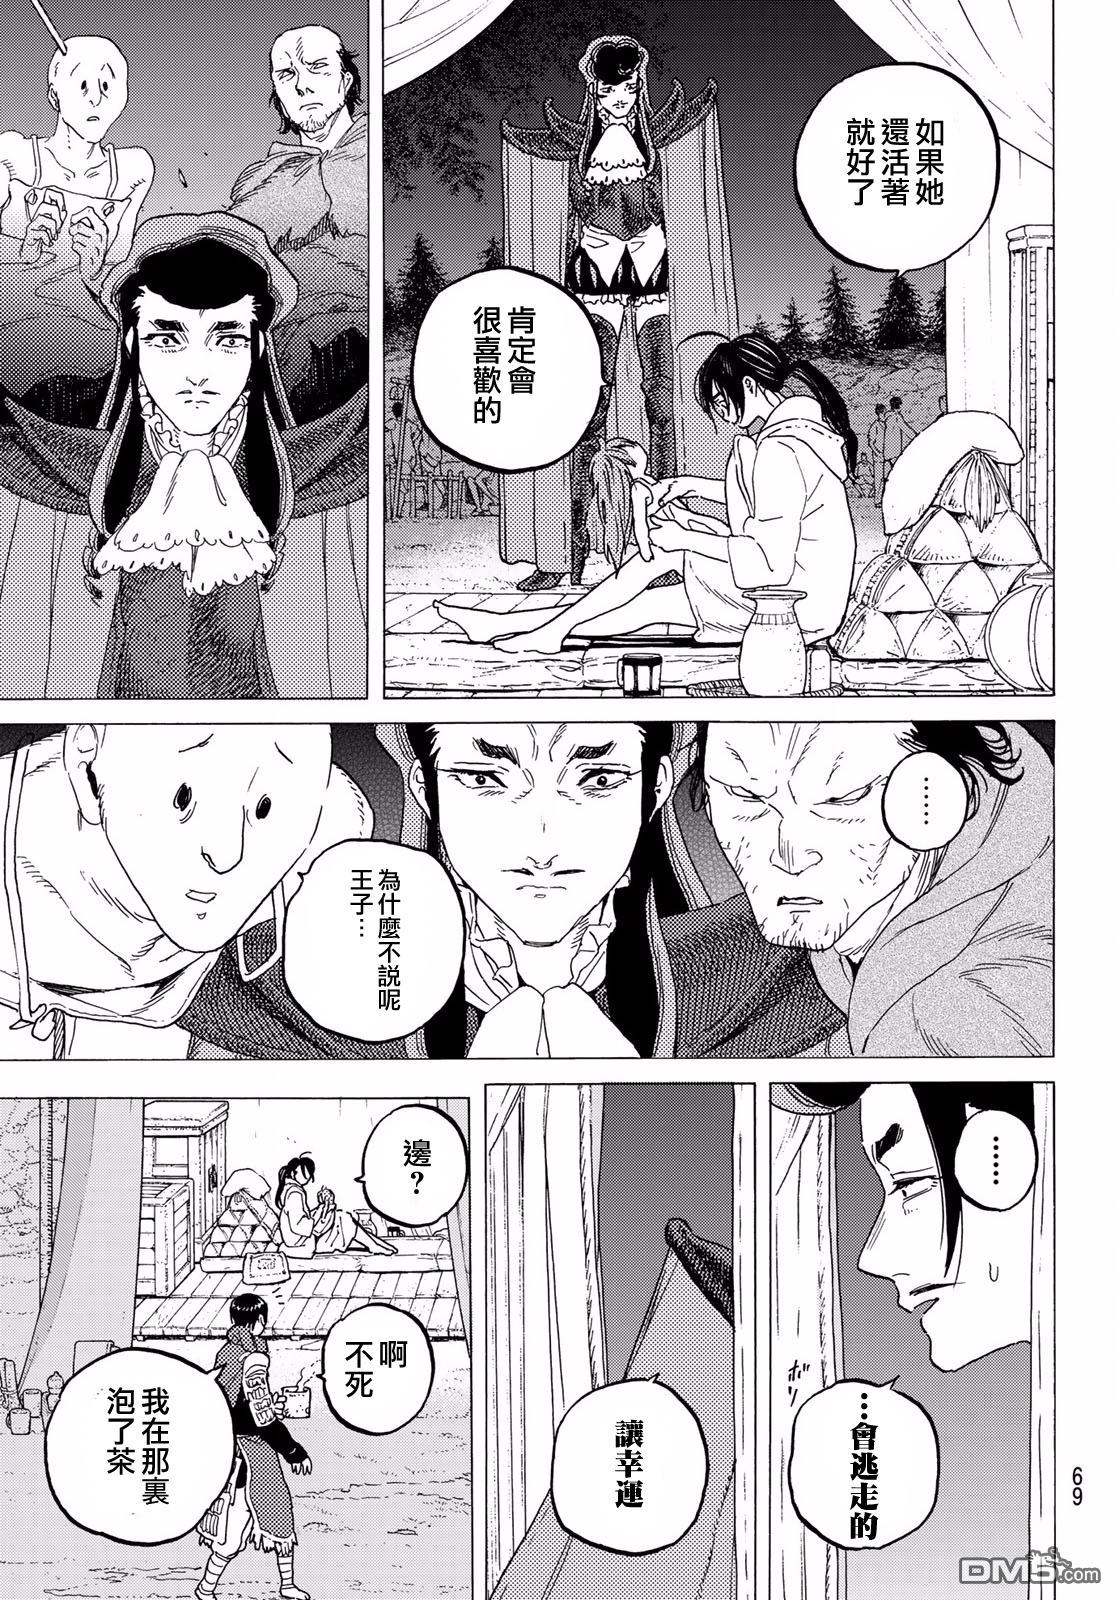 如果她
還活著
就好了
肯定會
很喜歡的
……
為什麼不説呢
王子…
……
…會逃走的
讓幸運
ボリ
邊?
啊
不死
我在那裏
泡了茶
69
DM5.com